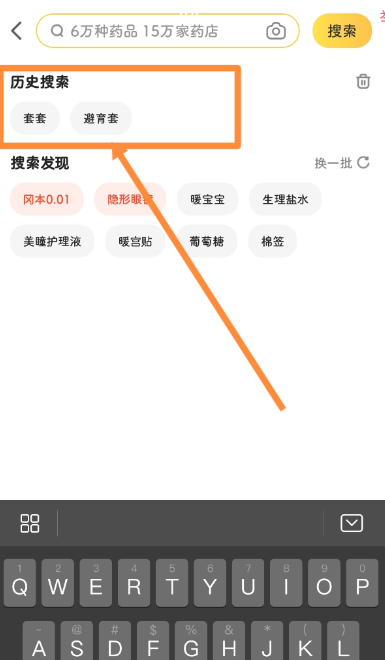 6万种药品 15万家药店
搜索
历史搜索
套套 避育套
搜索发现 换一批
冈本0.01 隐形眼 暖宝宝 生理盐水
美瞳护理液 暖宫贴 葡萄糖 棉签
1 2 3 4 5 6 7 8 9 0
Q W E R T Y U I O P
~ @ # $ % & * ( )
A S D F G H J K L